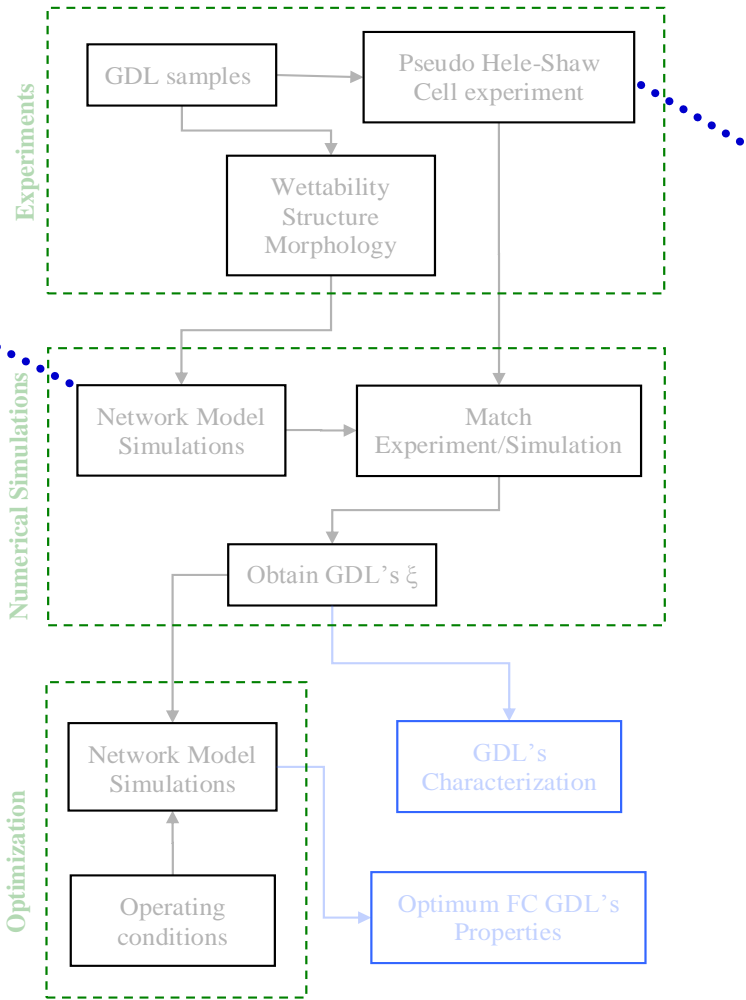 Experiments
GDL samples
Pseudo Hele-Shaw
Cell experiment
Wettability
Structure
Morphology
Numerical Simulations
Network Model
Simulations
Match
Experiment/Simulation
Obtain GDL’s ξ
Optimization
Network Model
Simulations
GDL’s
Characterization
Operating
conditions
Optimum FC GDL’s
Properties